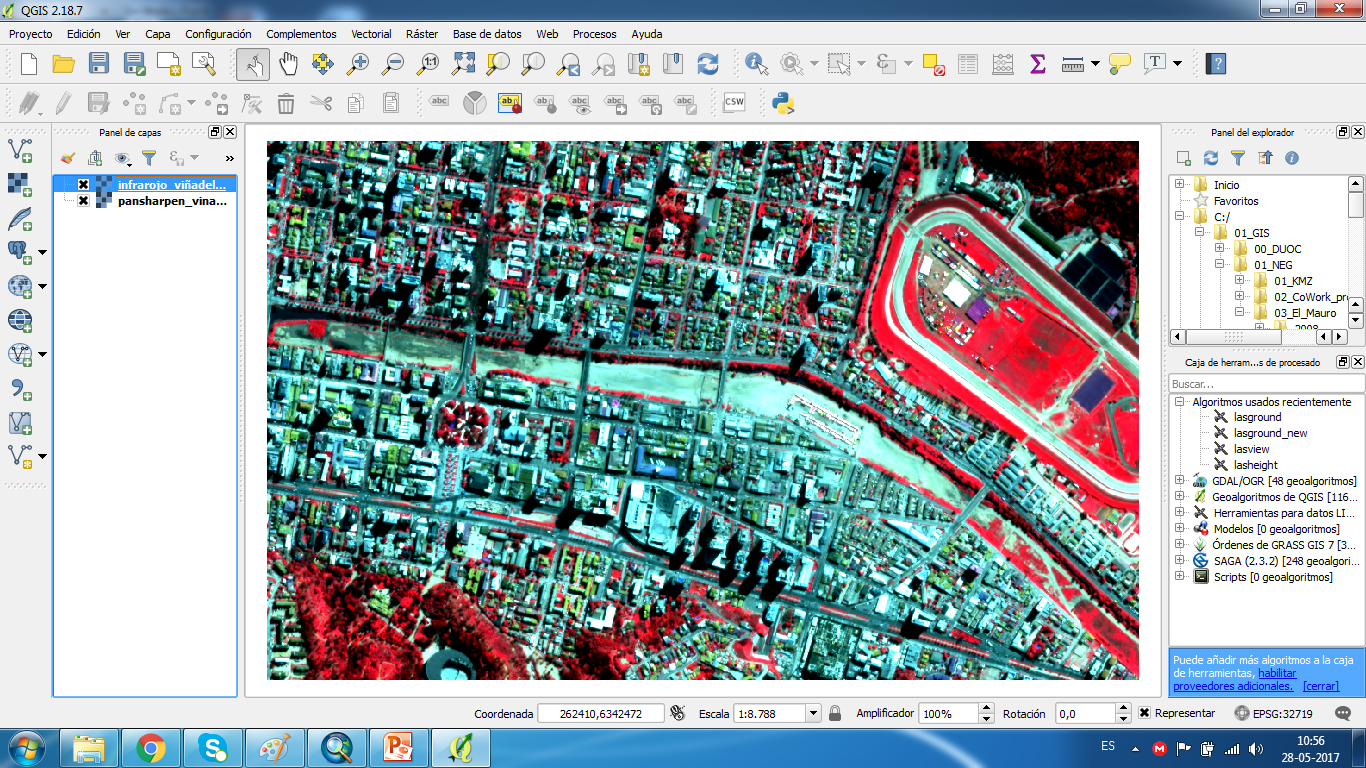 QGIS 2.18.7
Proyecto Edición Ver Capa Configuración Complementos Vectorial Ráster Base de datos Web Procesos Ayuda
1:1
abc
CSW
Panel de capas
infrarojo_viñadel...
pansharpen_vina...
Panel del explorador
Inicio
Favoritos
C:/
01_GIS
00_DUOC
01_NEG
01_KMZ
02_CoWork_pr
03_El_Mauro
2008
Caja de herram...s de procesado
Buscar...
Algoritmos usados recientemente
lasground
lasground_new
lasview
lasheight
GDAL/OGR [48 geoalgoritmos]
Geoalgoritmos de QGIS [116...
Herramientas para datos LI...
Modelos [0 geoalgoritmos]
Órdenes de GRASS GIS 7 [3...
SAGA (2.3.2) [248 geoalgori...
Scripts [0 geoalgoritmos]
Puede añadir más algoritmos a la caja
de herramientas, habilitar
proveedores adicionales. [cerrar]
Coordenada 262410,6342472 Escala 1:8.788 Amplificador 100% Rotación 0,0 Representar EPSG:32719
ES 10:56
28-05-2017